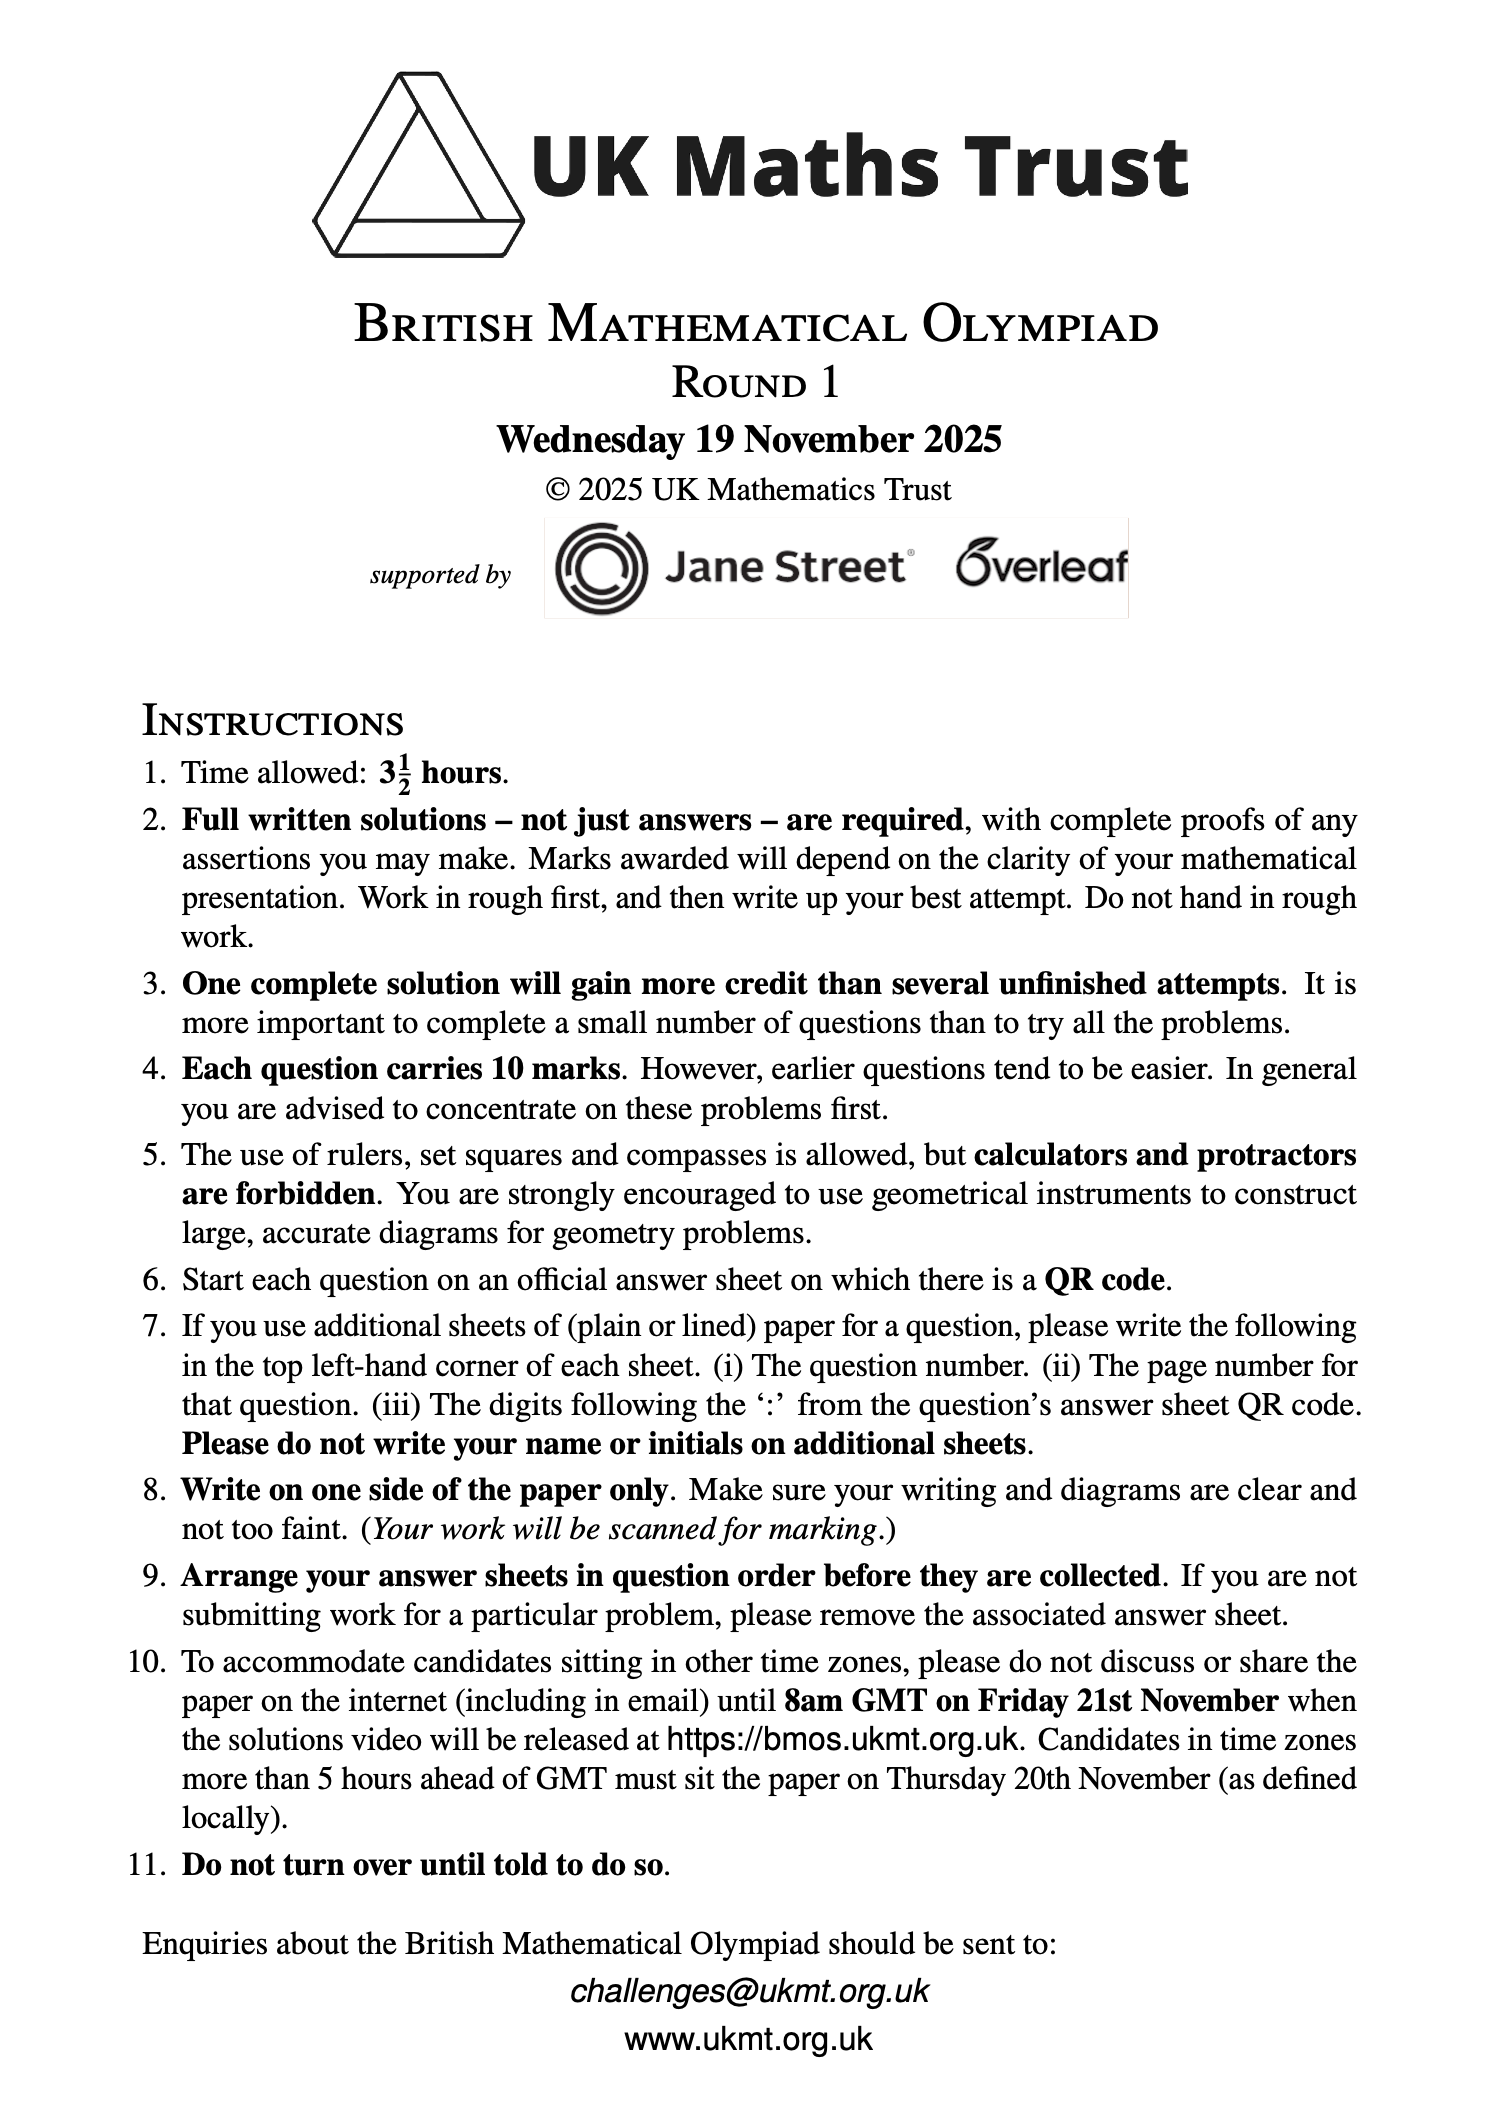 UK Maths Trust
British Mathematical Olympiad
Round 1
Wednesday 19 November 2025
© 2025 UK Mathematics Trust
supported by Jane Street® Overleaf
Instructions
1. Time allowed: 3½ hours.
2. Full written solutions – not just answers – are required, with complete proofs of any
assertions you may make. Marks awarded will depend on the clarity of your mathematical
presentation. Work in rough first, and then write up your best attempt. Do not hand in rough
work.
3. One complete solution will gain more credit than several unfinished attempts. It is
more important to complete a small number of questions than to try all the problems.
4. Each question carries 10 marks. However, earlier questions tend to be easier. In general
you are advised to concentrate on these problems first.
5. The use of rulers, set squares and compasses is allowed, but calculators and protractors
are forbidden. You are strongly encouraged to use geometrical instruments to construct
large, accurate diagrams for geometry problems.
6. Start each question on an official answer sheet on which there is a QR code.
7. If you use additional sheets of (plain or lined) paper for a question, please write the following
in the top left-hand corner of each sheet. (i) The question number. (ii) The page number for
that question. (iii) The digits following the ‘:’ from the question’s answer sheet QR code.
Please do not write your name or initials on additional sheets.
8. Write on one side of the paper only. Make sure your writing and diagrams are clear and
not too faint. (Your work will be scanned for marking.)
9. Arrange your answer sheets in question order before they are collected. If you are not
submitting work for a particular problem, please remove the associated answer sheet.
10. To accommodate candidates sitting in other time zones, please do not discuss or share the
paper on the internet (including in email) until 8am GMT on Friday 21st November when
the solutions video will be released at https://bmos.ukmt.org.uk. Candidates in time zones
more than 5 hours ahead of GMT must sit the paper on Thursday 20th November (as defined
locally).
11. Do not turn over until told to do so.
Enquiries about the British Mathematical Olympiad should be sent to:
challenges@ukmt.org.uk
www.ukmt.org.uk